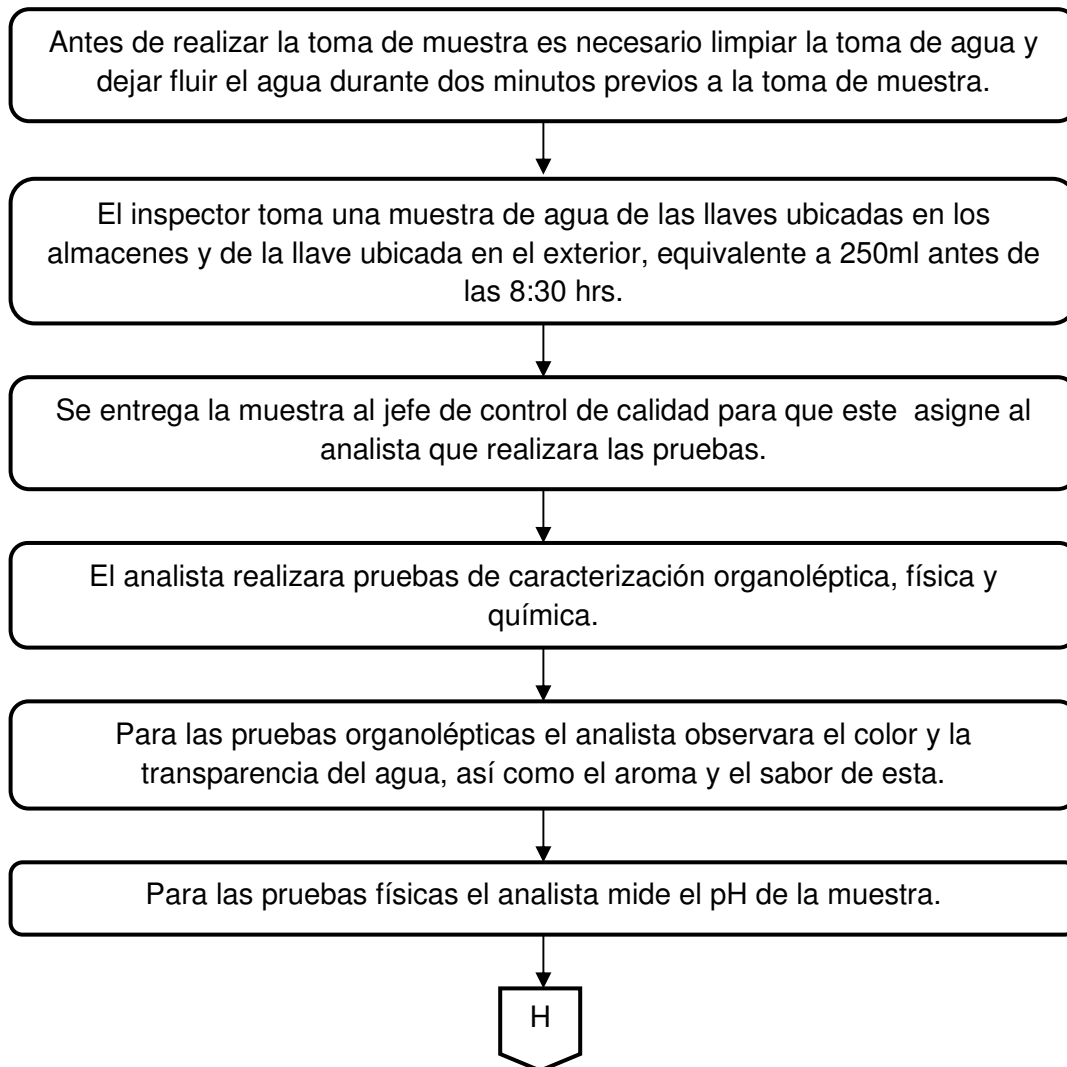 Antes de realizar la toma de muestra es necesario limpiar la toma de agua y
dejar fluir el agua durante dos minutos previos a la toma de muestra.
El inspector toma una muestra de agua de las llaves ubicadas en los
almacenes y de la llave ubicada en el exterior, equivalente a 250ml antes de
las 8:30 hrs.
Se entrega la muestra al jefe de control de calidad para que este  asigne al
analista que realizara las pruebas.
El analista realizara pruebas de caracterización organoléptica, física y
química.
Para las pruebas organolépticas el analista observara el color y la
transparencia del agua, así como el aroma y el sabor de esta.
Para las pruebas físicas el analista mide el pH de la muestra.
H